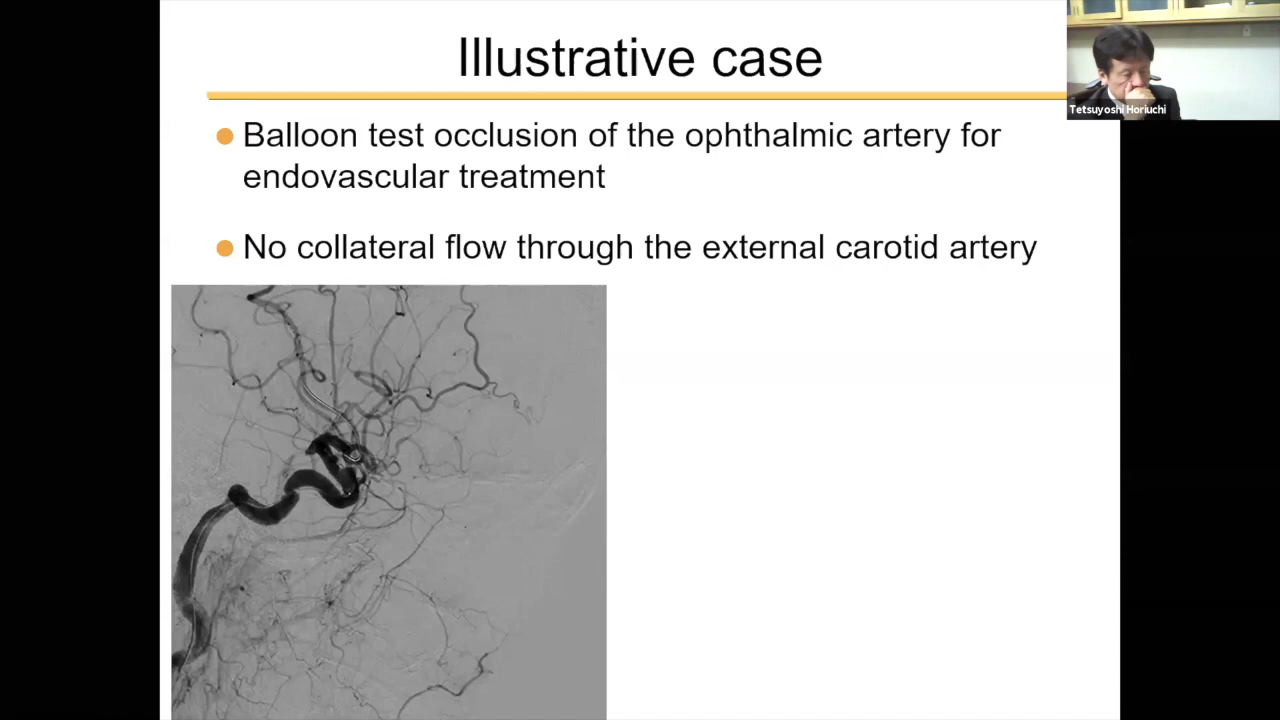 Illustrative case
Balloon test occlusion of the ophthalmic artery for
endovascular treatment
No collateral flow through the external carotid artery
Tetsuyoshi Horiuchi